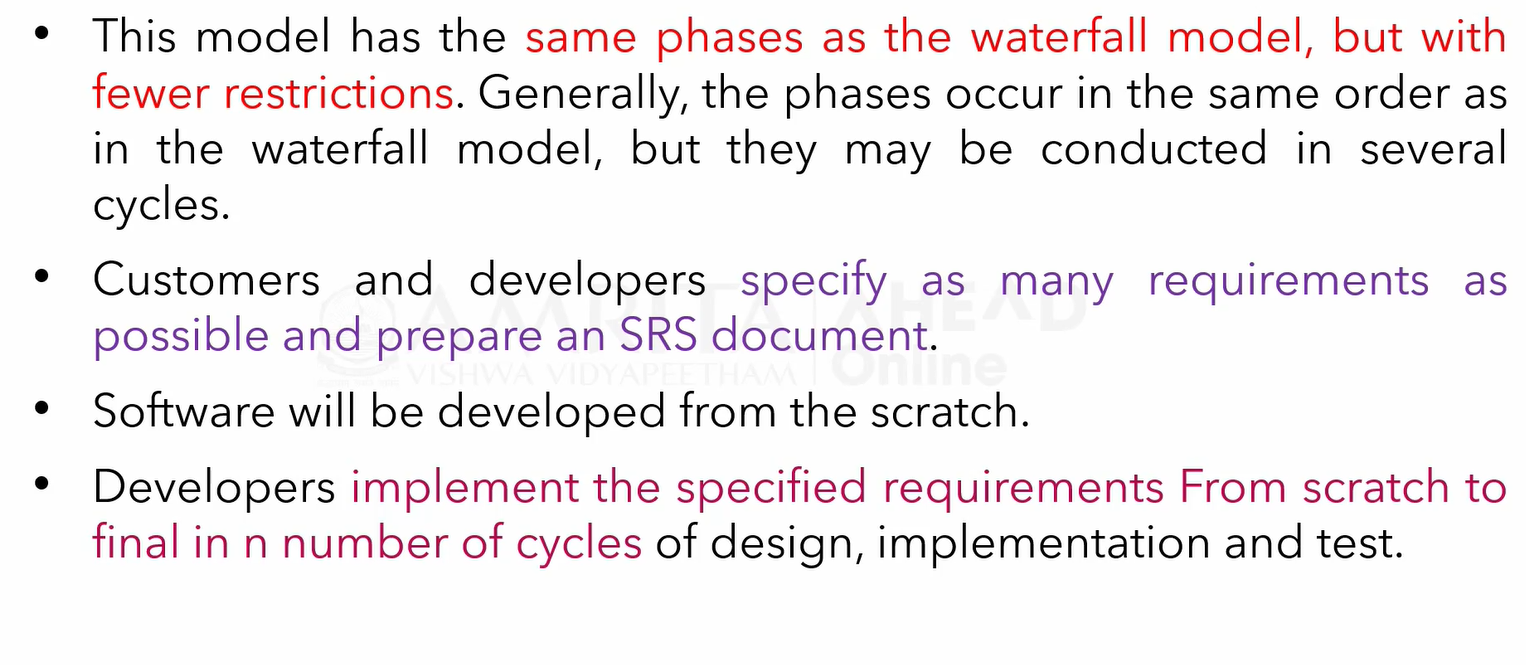 • This model has the same phases as the waterfall model, but with
fewer restrictions. Generally, the phases occur in the same order as
in the waterfall model, but they may be conducted in several
cycles.
• Customers and developers specify as many requirements as
possible and prepare an SRS document.
• Software will be developed from the scratch.
• Developers implement the specified requirements From scratch to
final in n number of cycles of design, implementation and test.
AMRITA
VISHWA VIDYAPEETHAM
AHEAD
Online